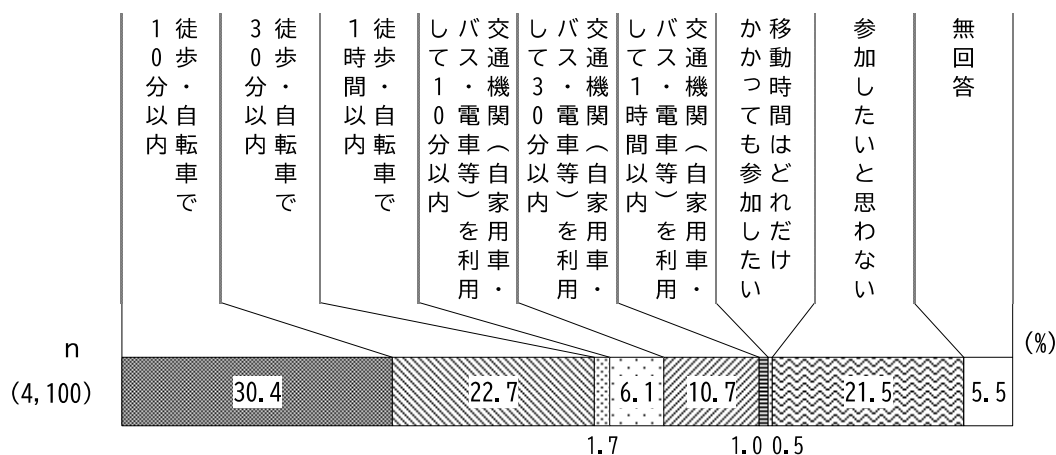 徒歩・自転車で
10分以内
徒歩・自転車で
30分以内
徒歩・自転車で
1時間以内
交通機関（自家用車・
バス・電車等）を利用
して10分以内
交通機関（自家用車・
バス・電車等）を利用
して30分以内
交通機関（自家用車・
バス・電車等）を利用
して1時間以内
移動時間はどれだけ
かかっても参加したい
参加したいと思わない
無回答
(%)
n
(4,100)
30.4
22.7
1.7
6.1
10.7
1.0
0.5
21.5
5.5